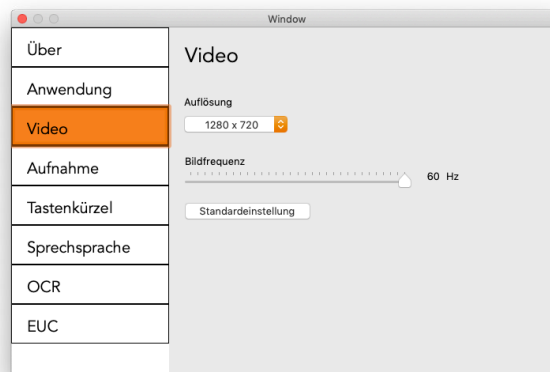 Window
Über
Anwendung
Video
Aufnahme
Tastenkürzel
Sprechsprache
OCR
EUC
Video
Auflösung
1280 x 720
Bildfrequenz
60 Hz
Standardeinstellung